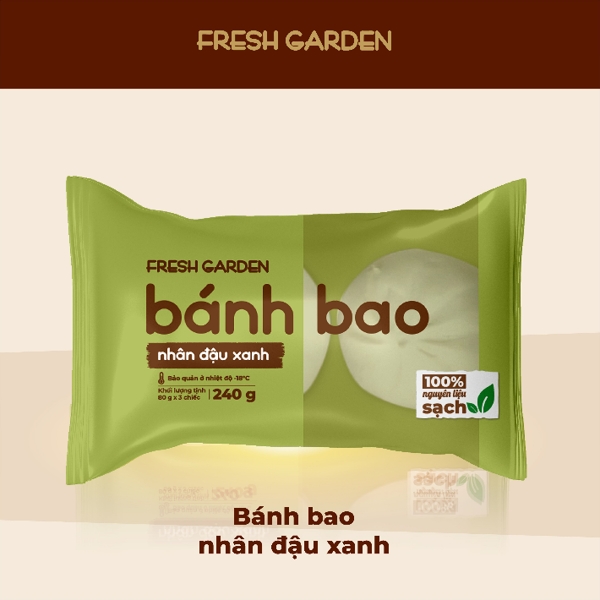 FRESH GARDEN
FRESH GARDEN
bánh bao
nhân đậu xanh
Bảo quản ở nhiệt độ -18°C
Khối lượng tịnh
80 g x 3 chiếc
240 g
100%
nguyên liệu
sạch
Bánh bao
nhân đậu xanh